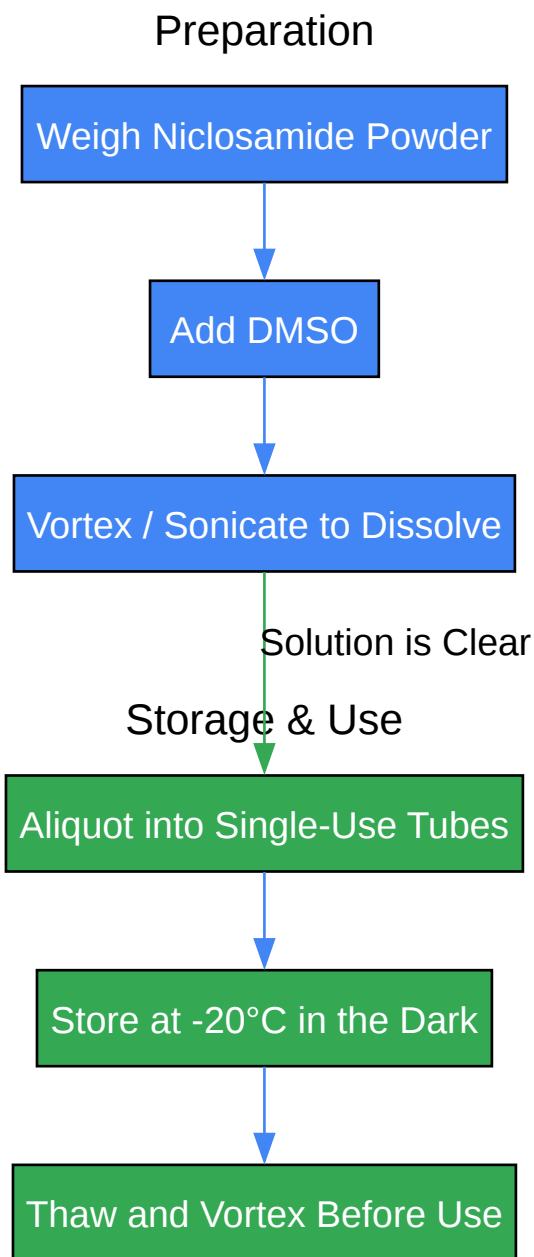 Preparation
Weigh Niclosamide Powder
Add DMSO
Vortex / Sonicate to Dissolve
Solution is Clear
Storage & Use
Aliquot into Single-Use Tubes
Store at -20°C in the Dark
Thaw and Vortex Before Use